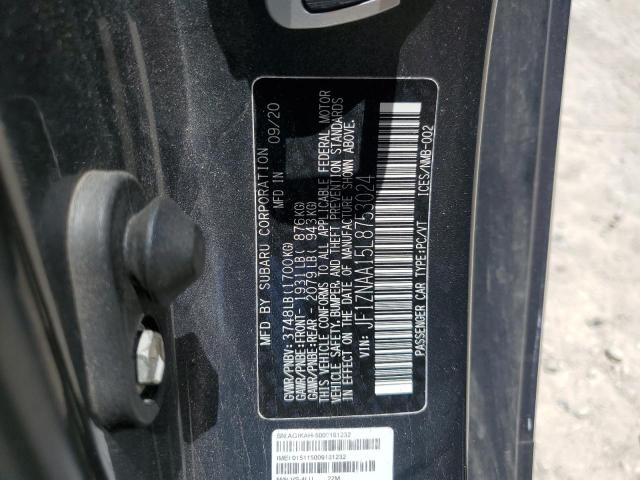 MFD BY SUBARU CORPORATION
MFD IN 09/20
GVWR/PNBV: 3748LB(1700KG)
GAWR/PNBE:FRONT- 1931LB( 876KG)
GAWR/PNBE:REAR - 2079LB( 943KG)
THIS VEHICLE CONFORMS TO ALL APPLICABLE FEDERAL MOTOR
VEHICLE SAFETY,BUMPER, AND THEFT PREVENTION STANDARDS
IN EFFECT ON THE DATE OF MANUFACTURE SHOWN ABOVE.
VIN: JF1ZNAA15L8753024
PASSENGER CAR TYPE:PC/VT ICES/NMB-002
IMEI:015115009181232
22M